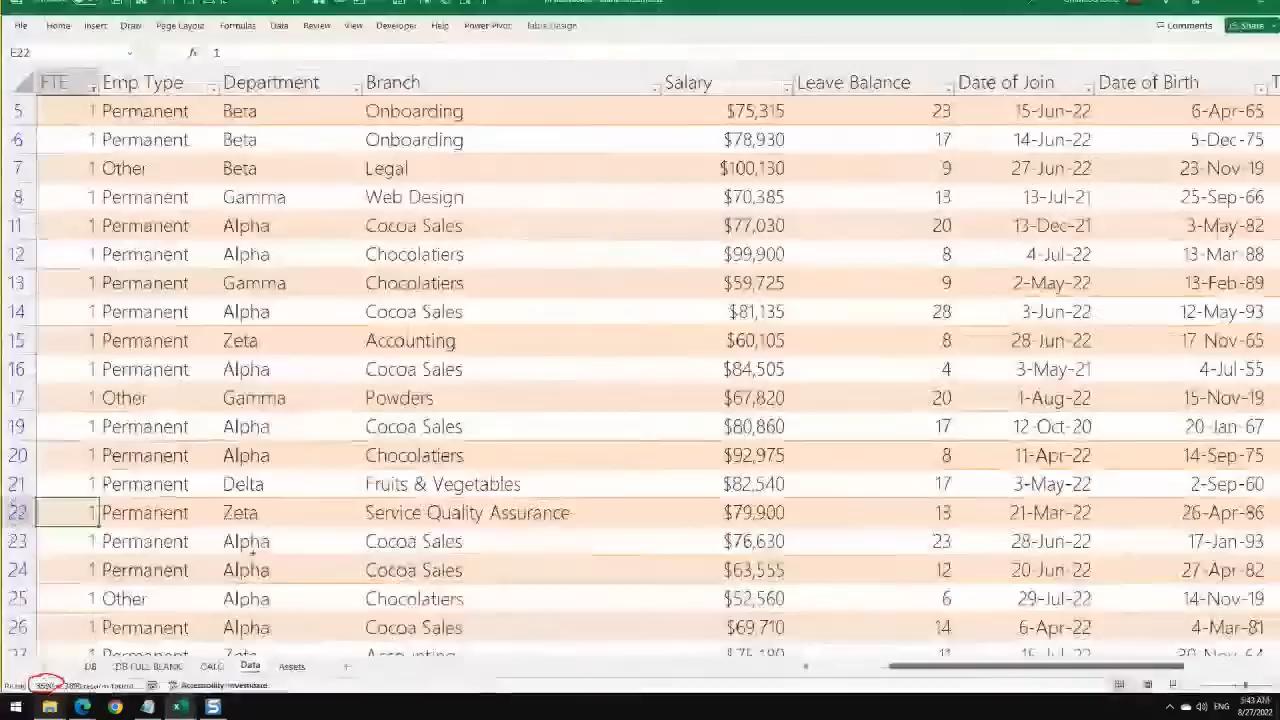 File Home Insert Draw Page Layout Formulas Data Review View Developer Help Power Pivot Table Design Comments Share
E22 fx 1
FTE Emp Type Department Branch Salary Leave Balance Date of Join Date of Birth T
5 1 Permanent Beta Onboarding $75,315 23 15-Jun-22 6-Apr-65
6 1 Permanent Beta Onboarding $78,930 17 14-Jun-22 5-Dec-75
7 1 Other Beta Legal $100,130 9 27-Jun-22 23-Nov-19
8 1 Permanent Gamma Web Design $70,385 13 13-Jul-21 25-Sep-66
11 1 Permanent Alpha Cocoa Sales $77,030 20 13-Dec-21 3-May-82
12 1 Permanent Alpha Chocolatiers $99,900 8 4-Jul-22 13-Mar-88
13 1 Permanent Gamma Chocolatiers $59,725 9 2-May-22 13-Feb-89
14 1 Permanent Alpha Cocoa Sales $81,135 28 3-Jun-22 12-May-93
15 1 Permanent Zeta Accounting $60,105 8 28-Jun-22 17-Nov-65
16 1 Permanent Alpha Cocoa Sales $84,505 4 3-May-21 4-Jul-55
17 1 Other Gamma Powders $67,820 20 1-Aug-22 15-Nov-19
19 1 Permanent Alpha Cocoa Sales $80,860 17 12-Oct-20 20-Jan-67
20 1 Permanent Alpha Chocolatiers $92,975 8 11-Apr-22 14-Sep-75
21 1 Permanent Delta Fruits & Vegetables $82,540 17 3-May-22 2-Sep-60
22 1 Permanent Zeta Service Quality Assurance $79,900 13 21-Mar-22 26-Apr-86
23 1 Permanent Alpha Cocoa Sales $76,630 23 28-Jun-22 17-Jan-93
24 1 Permanent Alpha Cocoa Sales $63,555 12 20-Jun-22 27-Apr-82
25 1 Other Alpha Chocolatiers $52,560 6 29-Jul-22 14-Nov-19
26 1 Permanent Alpha Cocoa Sales $69,710 14 6-Apr-22 4-Mar-81
DB DB FULL BLANK CALC Data Assets +
Accessibility: Investigate
ENG 5:43 AM
8/27/2022